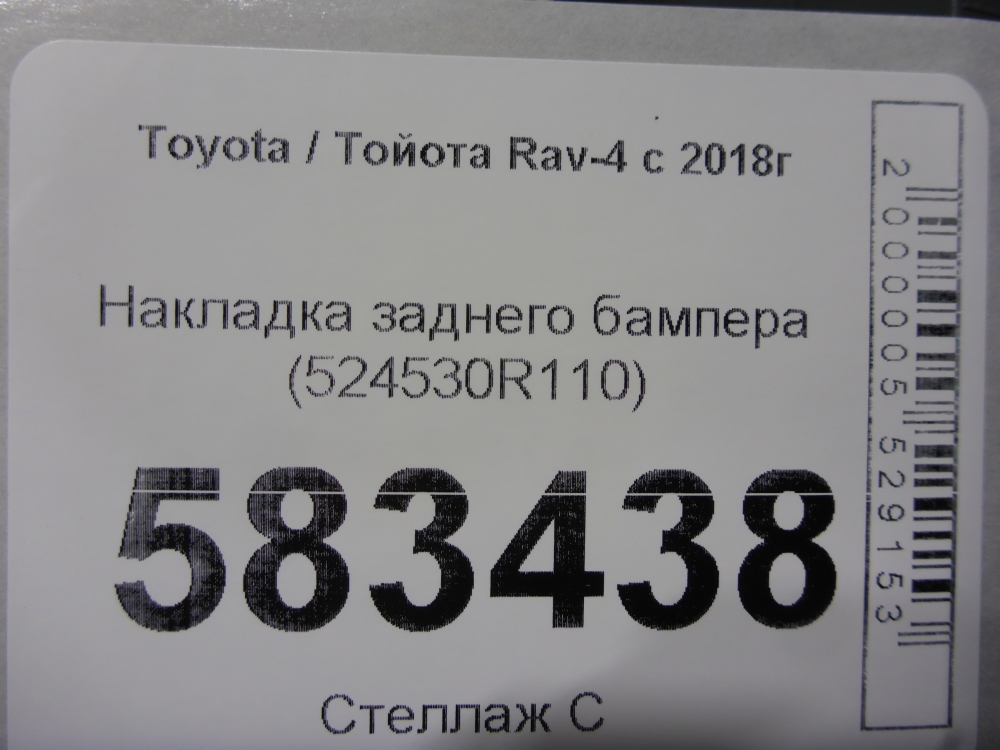 Toyota / Тойота Rav-4 с 2018г
Накладка заднего бампера
(524530R110)
583438
Стеллаж С
2000005529153